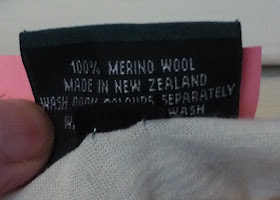 100% MERINO WOOL
MADE IN NEW ZEALAND
WASH DARK COLOURS SEPARATELY
WASH